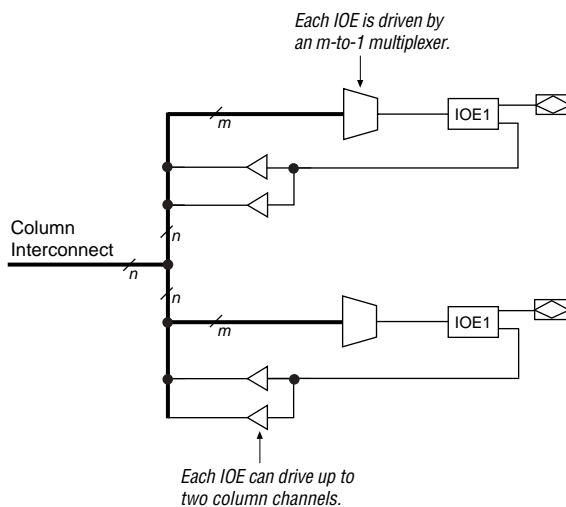 Each IOE is driven by
an m-to-1 multiplexer.
m
IOE1
Column
Interconnect
n
n
n
m
IOE1
Each IOE can drive up to
two column channels.